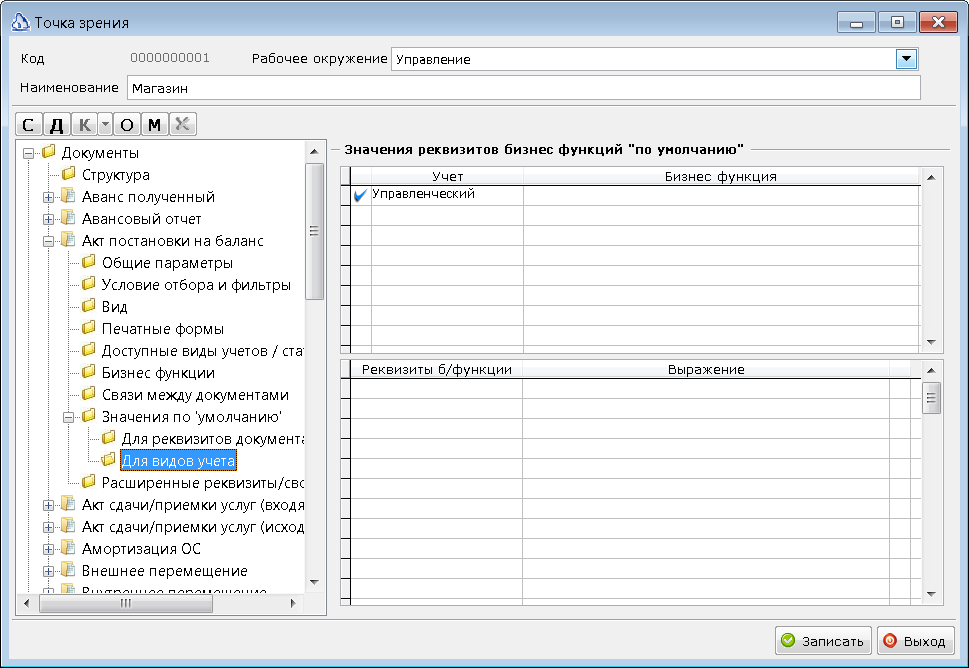 Точка зрения
Код 0000000001 Рабочее окружение Управление
Наименование Магазин
С Д К О М
Документы
Структура
Аванс полученный
Авансовый отчет
Акт постановки на баланс
Общие параметры
Условие отбора и фильтры
Вид
Печатные формы
Доступные виды учетов / ста
Бизнес функции
Связи между документами
Значения по 'умолчанию'
Для реквизитов документа
Для видов учета
Расширенные реквизиты/сво
Акт сдачи/приемки услуг (входя
Акт сдачи/приемки услуг (исход
Амортизация ОС
Внешнее перемещение
Внутреннее перемещение
Значения реквизитов бизнес функций "по умолчанию"
Учет Бизнес функция
Управленческий
Реквизиты б/функции Выражение
Записать Выход